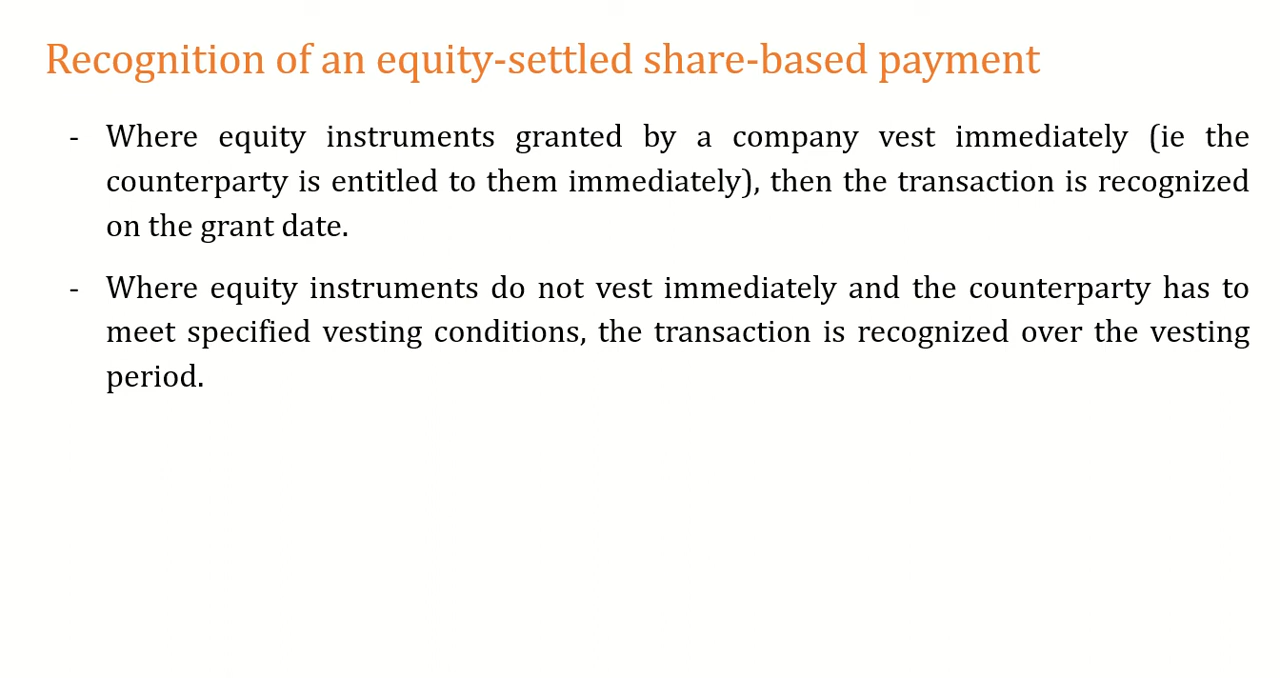 Recognition of an equity-settled share-based payment
- Where equity instruments granted by a company vest immediately (ie the
counterparty is entitled to them immediately), then the transaction is recognized
on the grant date.
- Where equity instruments do not vest immediately and the counterparty has to
meet specified vesting conditions, the transaction is recognized over the vesting
period.